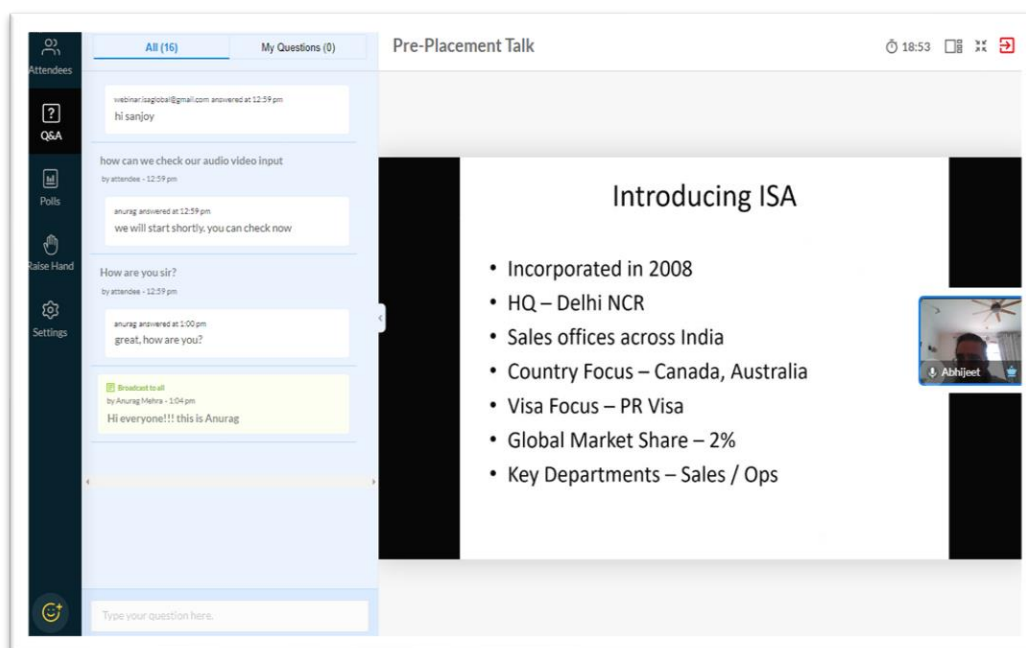 Attendees
Q&A
Polls
Raise Hand
Settings
All (16)
My Questions (0)
webinar.isaglobal@gmail.com answered at 12:59 pm
hi sanjoy
how can we check our audio video input
by attendee - 12:59 pm
anurag answered at 12:59 pm
we will start shortly. you can check now
How are you sir?
by attendee - 12:59 pm
anurag answered at 1:00 pm
great, how are you?
Broadcast to all
by Anurag Mehra - 1:04 pm
Hi everyone!!! this is Anurag
Type your question here.
Pre-Placement Talk
18:53
Introducing ISA
• Incorporated in 2008
• HQ – Delhi NCR
• Sales offices across India
• Country Focus – Canada, Australia
• Visa Focus – PR Visa
• Global Market Share – 2%
• Key Departments – Sales / Ops
Abhijeet